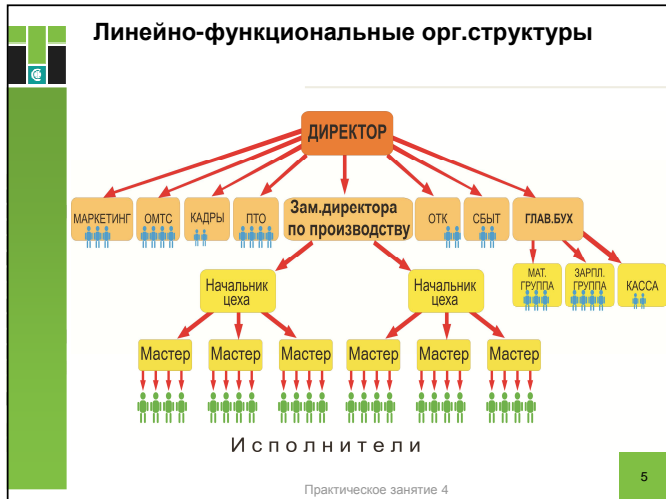 Линейно-функциональные орг.структуры
ДИРЕКТОР
МАРКЕТИНГ
ОМТС
КАДРЫ
ПТО
Зам.директора
по производству
ОТК
СБЫТ
ГЛАВ.БУХ
Начальник
цеха
Начальник
цеха
МАТ.
ГРУППА
ЗАРПЛ.
ГРУППА
КАССА
Мастер
Мастер
Мастер
Мастер
Мастер
Мастер
Исполнители
Практическое занятие 4
5